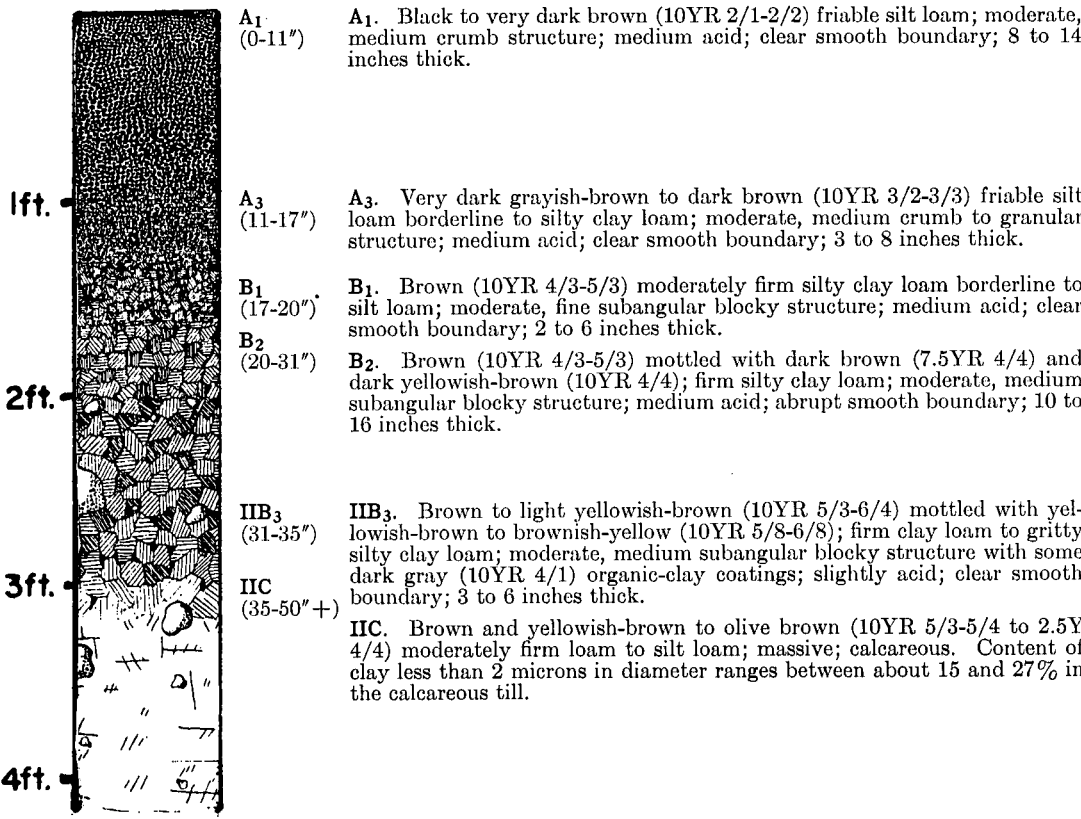 A1 (0-11″)
A1. Black to very dark brown (10YR 2/1-2/2) friable silt loam; moderate,
medium crumb structure; medium acid; clear smooth boundary; 8 to 14
inches thick.
1ft.
A3 (11-17″)
A3. Very dark grayish-brown to dark brown (10YR 3/2-3/3) friable silt
loam borderline to silty clay loam; moderate, medium crumb to granular
structure; medium acid; clear smooth boundary; 3 to 8 inches thick.
B1 (17-20″)
B1. Brown (10YR 4/3-5/3) moderately firm silty clay loam borderline to
silt loam; moderate, fine subangular blocky structure; medium acid; clear
smooth boundary; 2 to 6 inches thick.
B2 (20-31″)
B2. Brown (10YR 4/3-5/3) mottled with dark brown (7.5YR 4/4) and
dark yellowish-brown (10YR 4/4); firm silty clay loam; moderate, medium
subangular blocky structure; medium acid; abrupt smooth boundary; 10 to
16 inches thick.
2ft.
IIB3 (31-35″)
IIB3. Brown to light yellowish-brown (10YR 5/3-6/4) mottled with yel-
lowish-brown to brownish-yellow (10YR 5/8-6/8); firm clay loam to gritty
silty clay loam; moderate, medium subangular blocky structure with some
dark gray (10YR 4/1) organic-clay coatings; slightly acid; clear smooth
boundary; 3 to 6 inches thick.
3ft.
IIC (35-50″+)
IIC. Brown and yellowish-brown to olive brown (10YR 5/3-5/4 to 2.5Y
4/4) moderately firm loam to silt loam; massive; calcareous. Content of
clay less than 2 microns in diameter ranges between about 15 and 27% in
the calcareous till.
4ft.